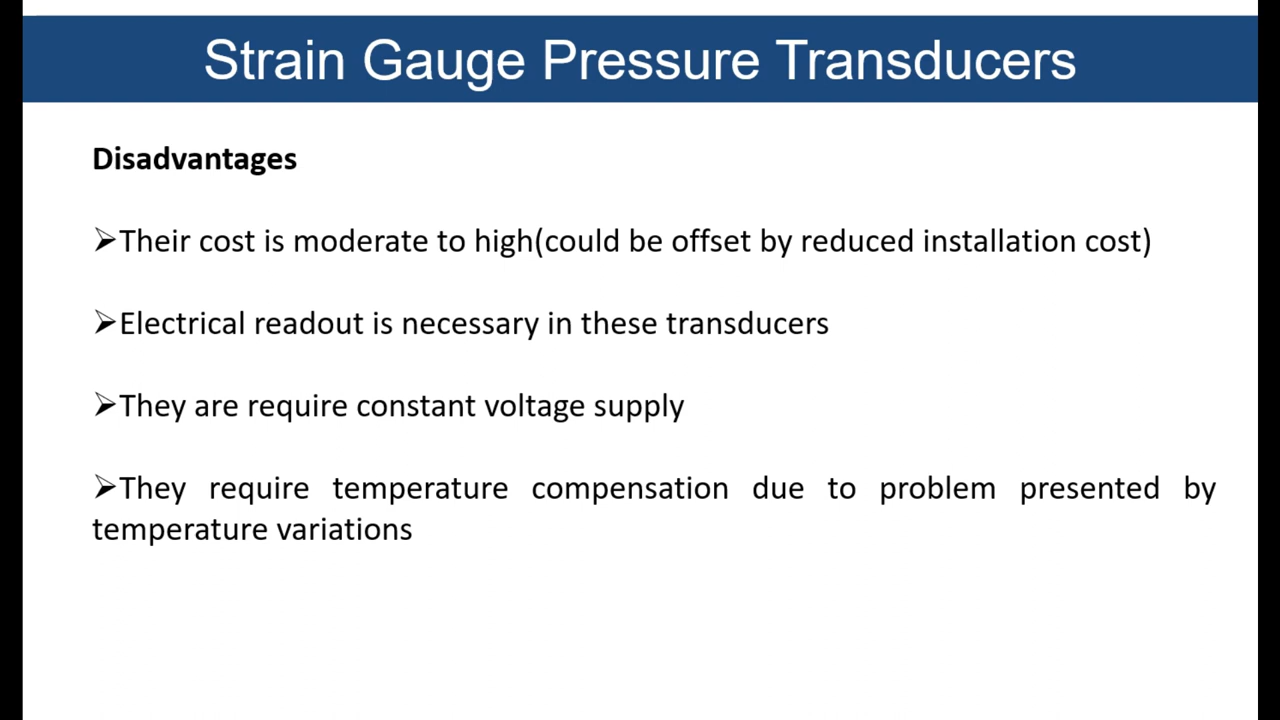 Strain Gauge Pressure Transducers
Disadvantages
➢Their cost is moderate to high(could be offset by reduced installation cost)
➢Electrical readout is necessary in these transducers
➢They are require constant voltage supply
➢They require temperature compensation due to problem presented by
temperature variations